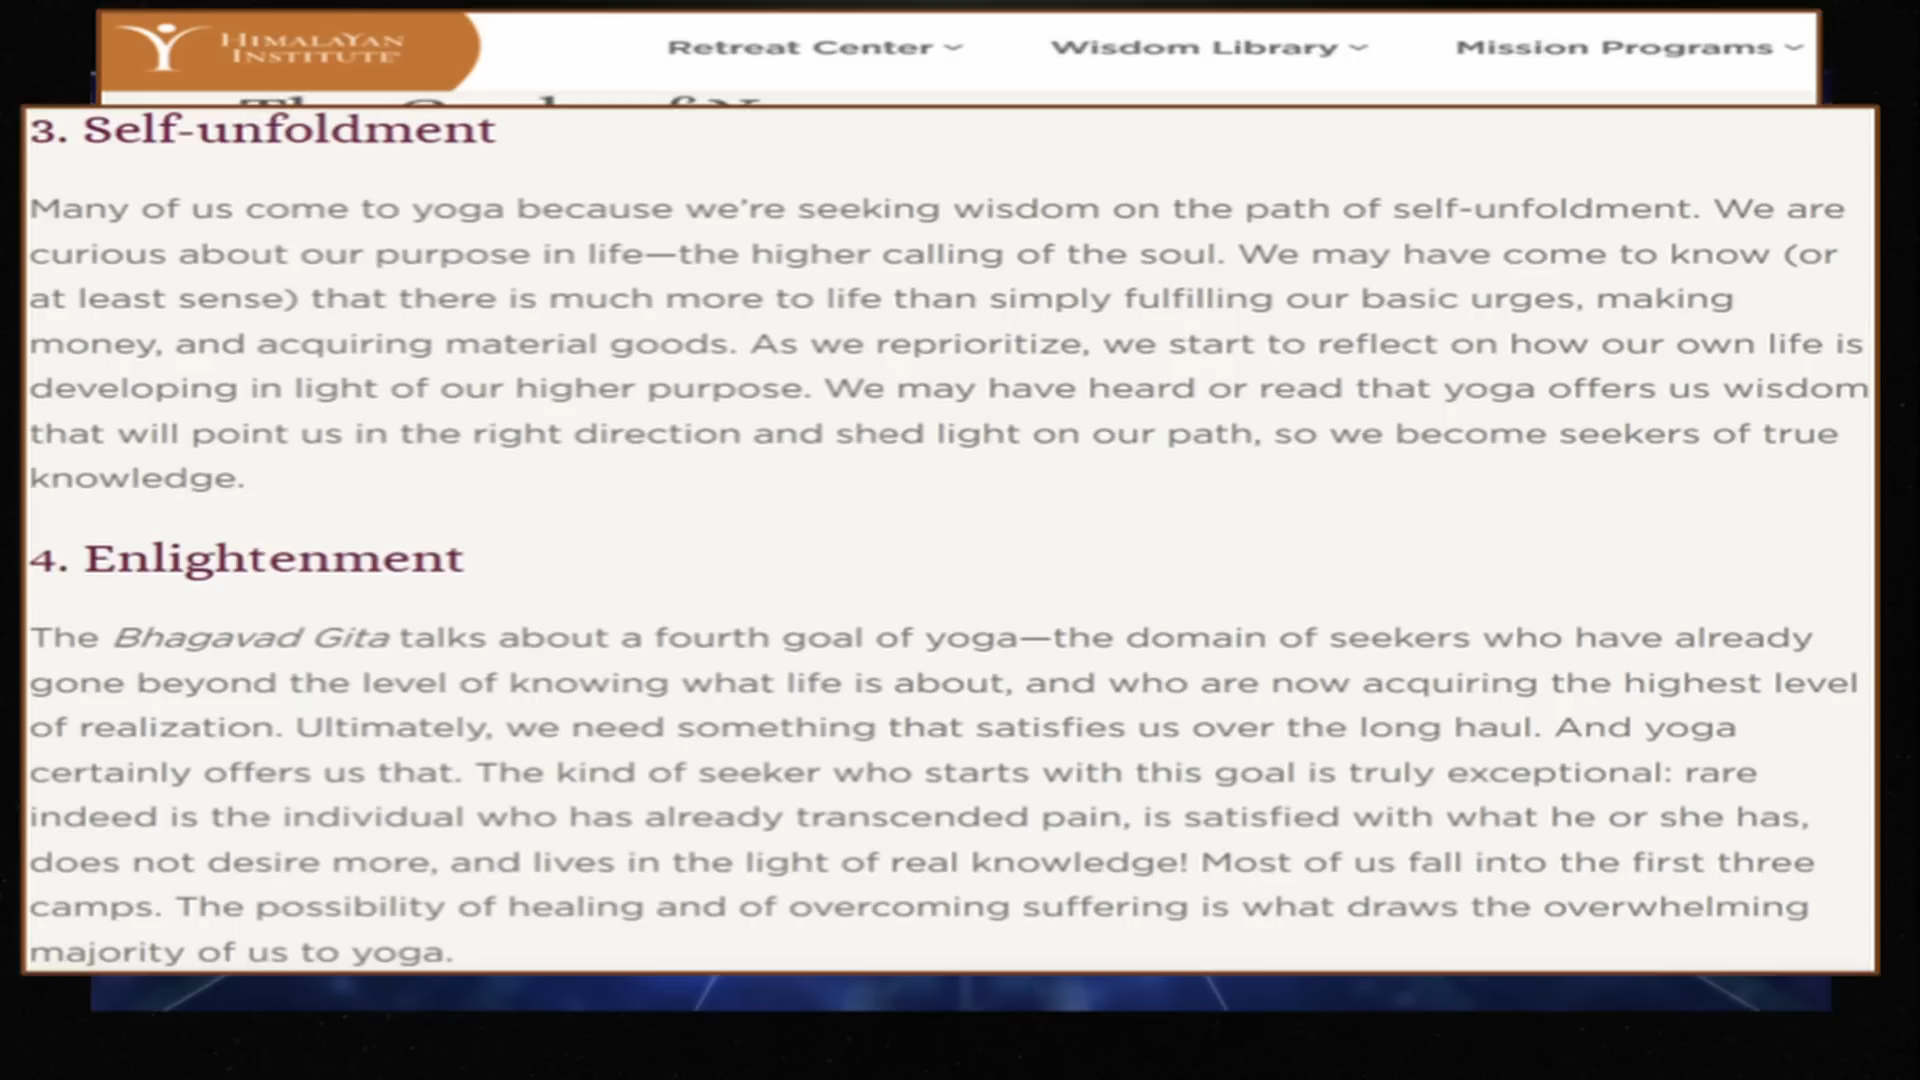 HIMALAYAN
INSTITUTE
Retreat Center
Wisdom Library
Mission Programs
3. Self-unfoldment
Many of us come to yoga because we’re seeking wisdom on the path of self-unfoldment. We are
curious about our purpose in life—the higher calling of the soul. We may have come to know (or
at least sense) that there is much more to life than simply fulfilling our basic urges, making
money, and acquiring material goods. As we reprioritize, we start to reflect on how our own life is
developing in light of our higher purpose. We may have heard or read that yoga offers us wisdom
that will point us in the right direction and shed light on our path, so we become seekers of true
knowledge.
4. Enlightenment
The Bhagavad Gita talks about a fourth goal of yoga—the domain of seekers who have already
gone beyond the level of knowing what life is about, and who are now acquiring the highest level
of realization. Ultimately, we need something that satisfies us over the long haul. And yoga
certainly offers us that. The kind of seeker who starts with this goal is truly exceptional: rare
indeed is the individual who has already transcended pain, is satisfied with what he or she has,
does not desire more, and lives in the light of real knowledge! Most of us fall into the first three
camps. The possibility of healing and of overcoming suffering is what draws the overwhelming
majority of us to yoga.